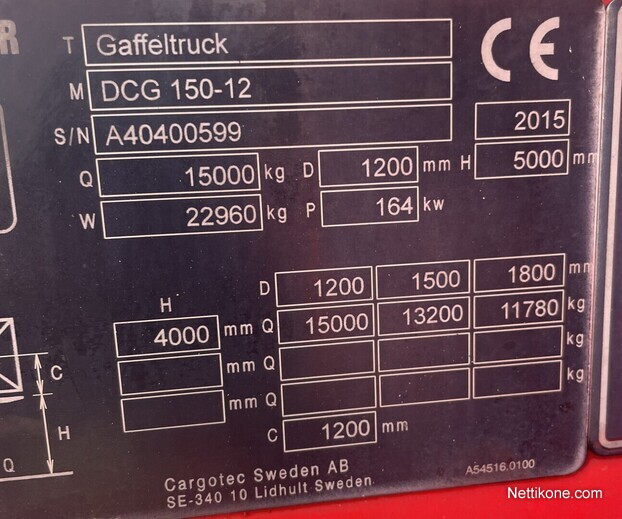 R
T Gaffeltruck
M DCG 150-12
S/N A40400599
2015
Q 15000 kg D 1200 mm H 5000 mm
W 22960 kg P 164 kw
CE
D 1200 1500 1800 mm
H
4000 mm Q 15000 13200 11780 kg
mm Q kg
mm Q kg
C 1200 mm
C
H
Q
Cargotec Sweden AB
SE-340 10 Lidhult Sweden
A54516.0100
Nettikone.com